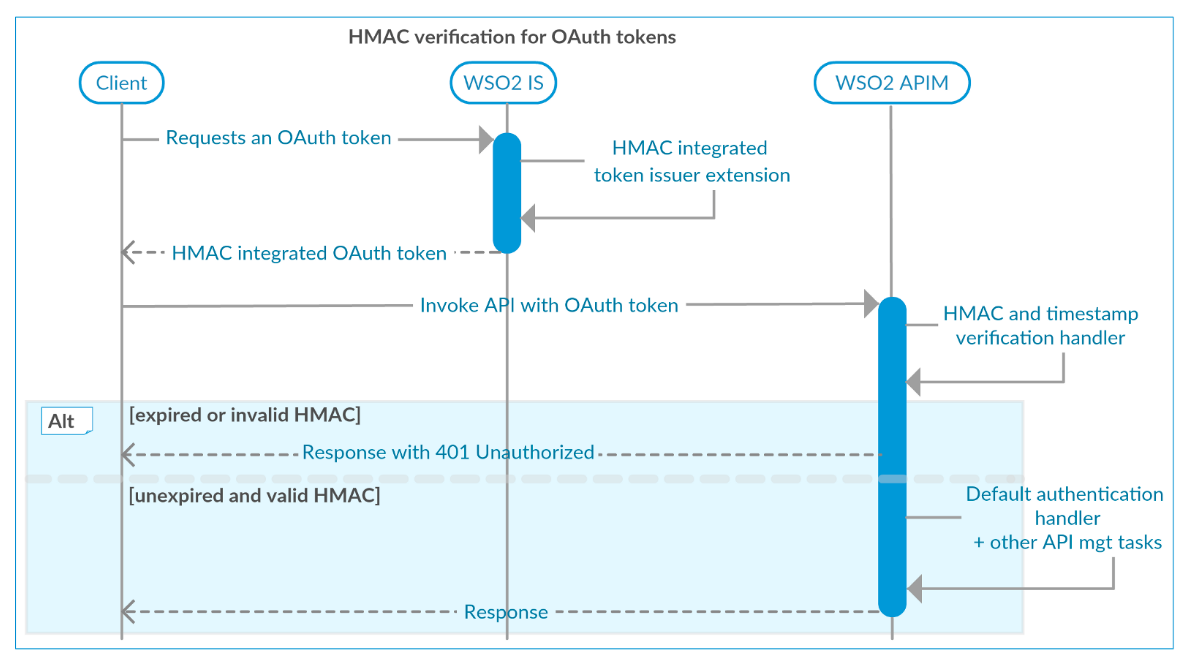 HMAC verification for OAuth tokens
Client
WSO2 IS
WSO2 APIM
Requests an OAuth token
HMAC integrated
token issuer extension
HMAC integrated OAuth token
Invoke API with OAuth token
HMAC and timestamp
verification handler
Alt
[expired or invalid HMAC]
Response with 401 Unauthorized
[unexpired and valid HMAC]
Default authentication
handler
+ other API mgt tasks
Response